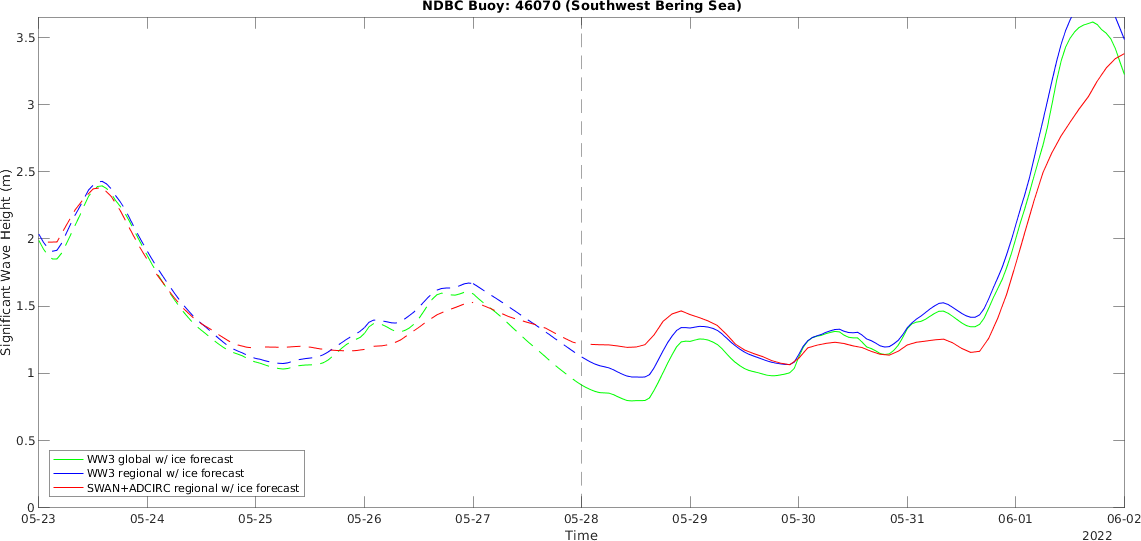 NDBC Buoy: 46070 (Southwest Bering Sea)
Significant Wave Height (m)
3.5
3
2.5
2
1.5
1
0.5
0
WW3 global w/ ice forecast
WW3 regional w/ ice forecast
SWAN+ADCIRC regional w/ ice forecast
05-23 05-24 05-25 05-26 05-27 05-28 05-29 05-30 05-31 06-01 06-02
Time
2022